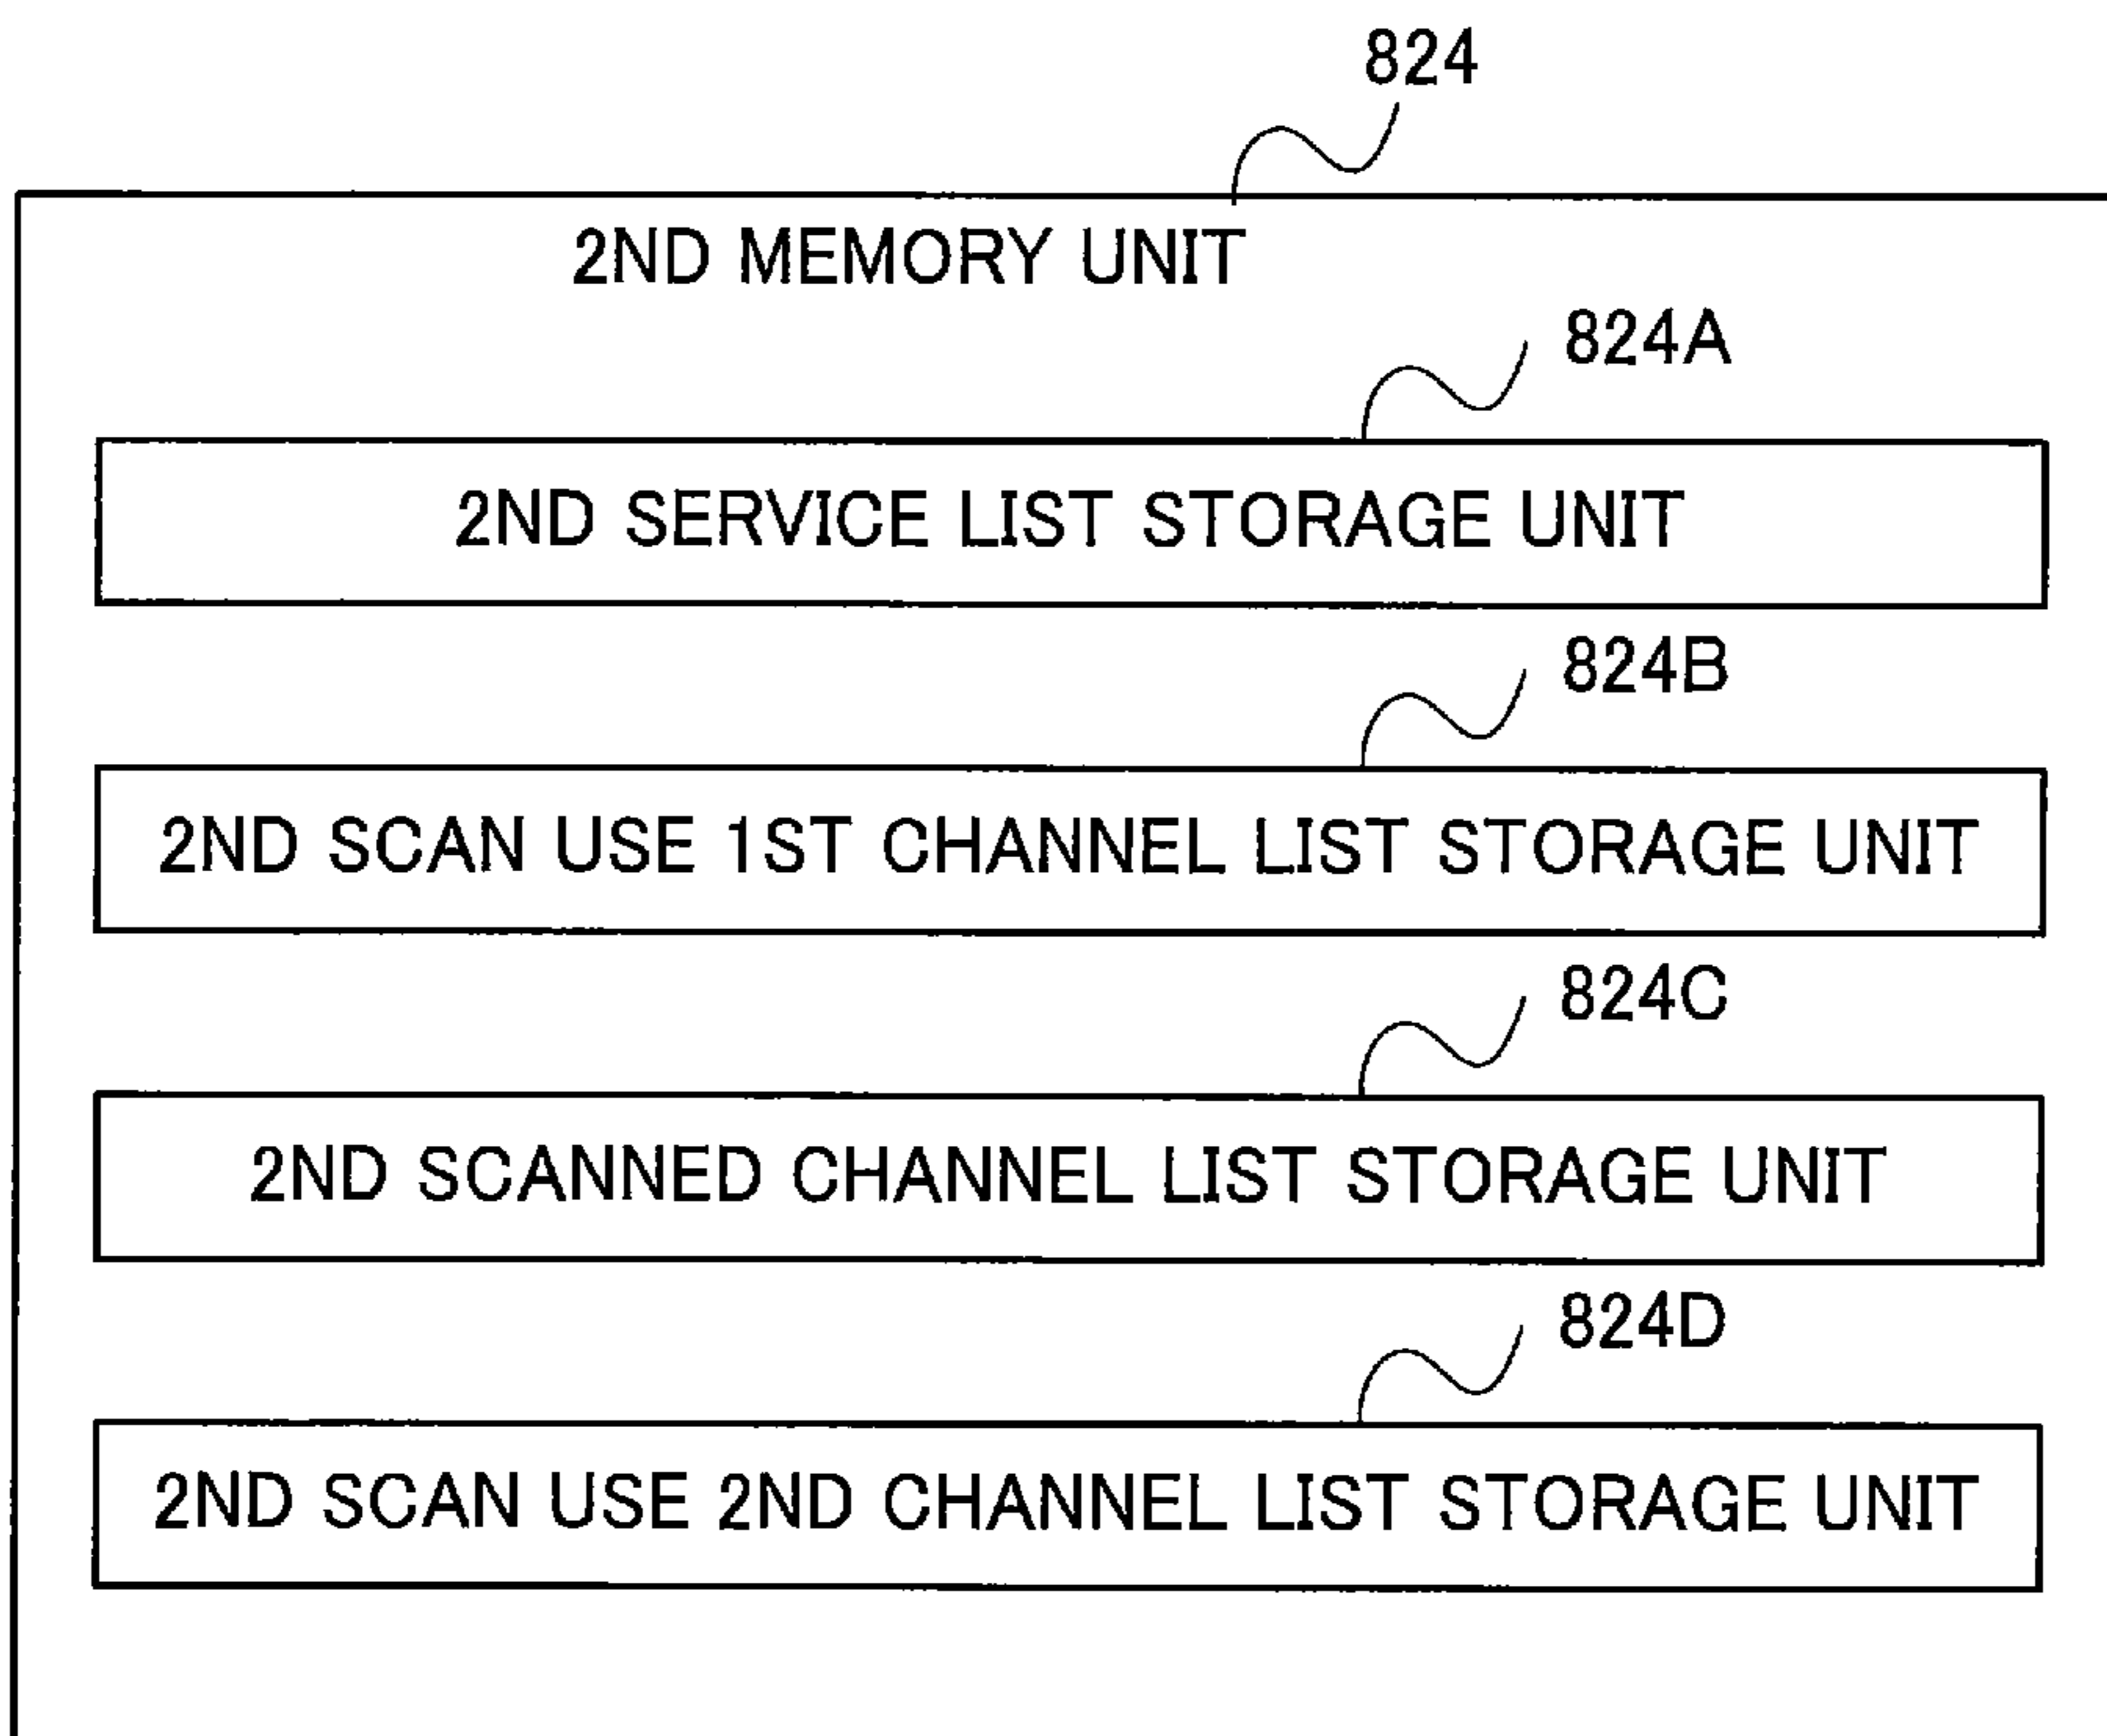 824
2ND MEMORY UNIT
824A
2ND SERVICE LIST STORAGE UNIT
824B
2ND SCAN USE 1ST CHANNEL LIST STORAGE UNIT
824C
2ND SCANNED CHANNEL LIST STORAGE UNIT
824D
2ND SCAN USE 2ND CHANNEL LIST STORAGE UNIT